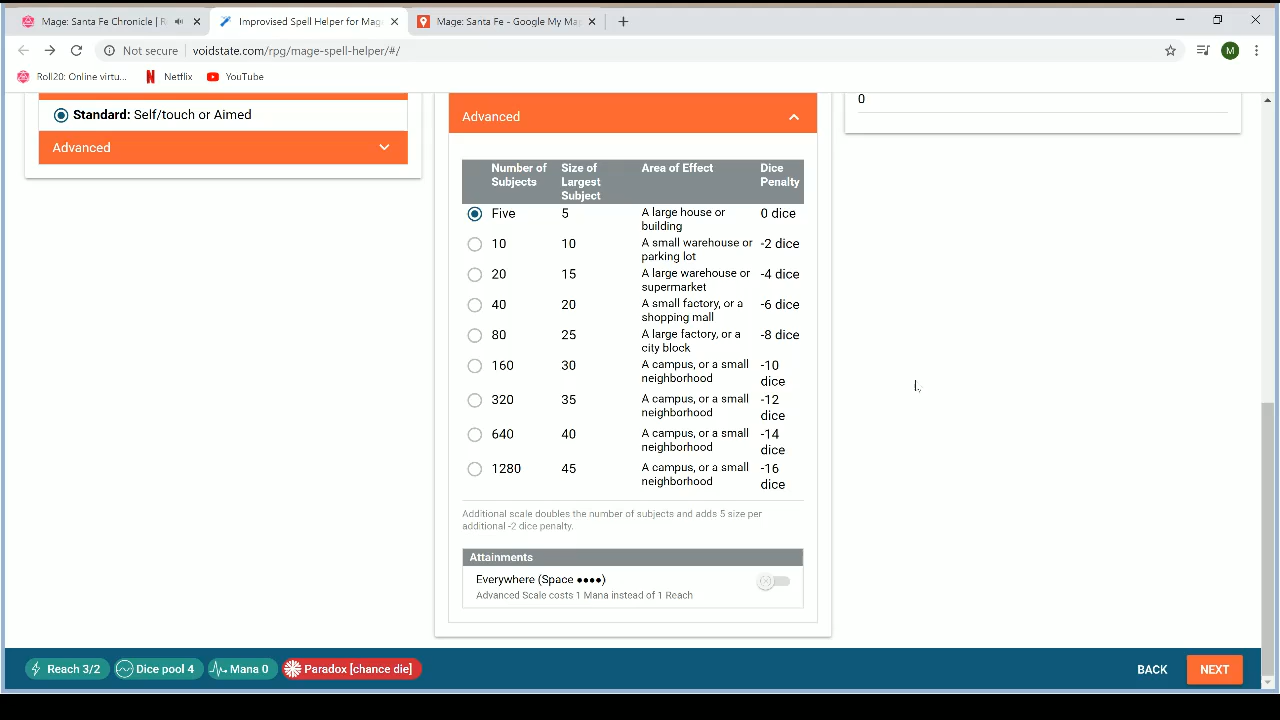 Mage: Santa Fe Chronicle | R
Improvised Spell Helper for Mage
Mage: Santa Fe - Google My Ma
Not secure
voidstate.com/rpg/mage-spell-helper/#/
M
Roll20: Online virtu...
Netflix
YouTube
Standard: Self/touch or Aimed
Advanced
Advanced
Number of Subjects
Size of Largest Subject
Area of Effect
Dice Penalty
Five 5 A large house or building 0 dice
10 10 A small warehouse or parking lot -2 dice
20 15 A large warehouse or supermarket -4 dice
40 20 A small factory, or a shopping mall -6 dice
80 25 A large factory, or a city block -8 dice
160 30 A campus, or a small neighborhood -10 dice
320 35 A campus, or a small neighborhood -12 dice
640 40 A campus, or a small neighborhood -14 dice
1280 45 A campus, or a small neighborhood -16 dice
Additional scale doubles the number of subjects and adds 5 size per
additional -2 dice penalty.
Attainments
Everywhere (Space ●●●●)
Advanced Scale costs 1 Mana instead of 1 Reach
0
Reach 3/2
Dice pool 4
Mana 0
Paradox [chance die]
BACK
NEXT